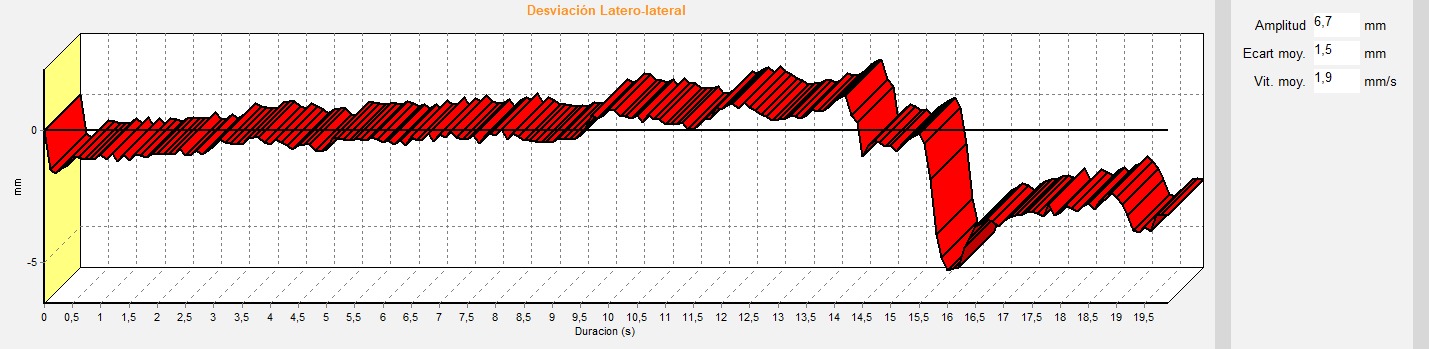 Desviación Latero-lateral
Amplitud 6,7 mm
Ecart moy. 1,5 mm
Vit. moy. 1,9 mm/s
0
mm
-5
0 0,5 1 1,5 2 2,5 3 3,5 4 4,5 5 5,5 6 6,5 7 7,5 8 8,5 9 9,5 10 10,5 11 11,5 12 12,5 13 13,5 14 14,5 15 15,5 16 16,5 17 17,5 18 18,5 19 19,5
Duracion (s)